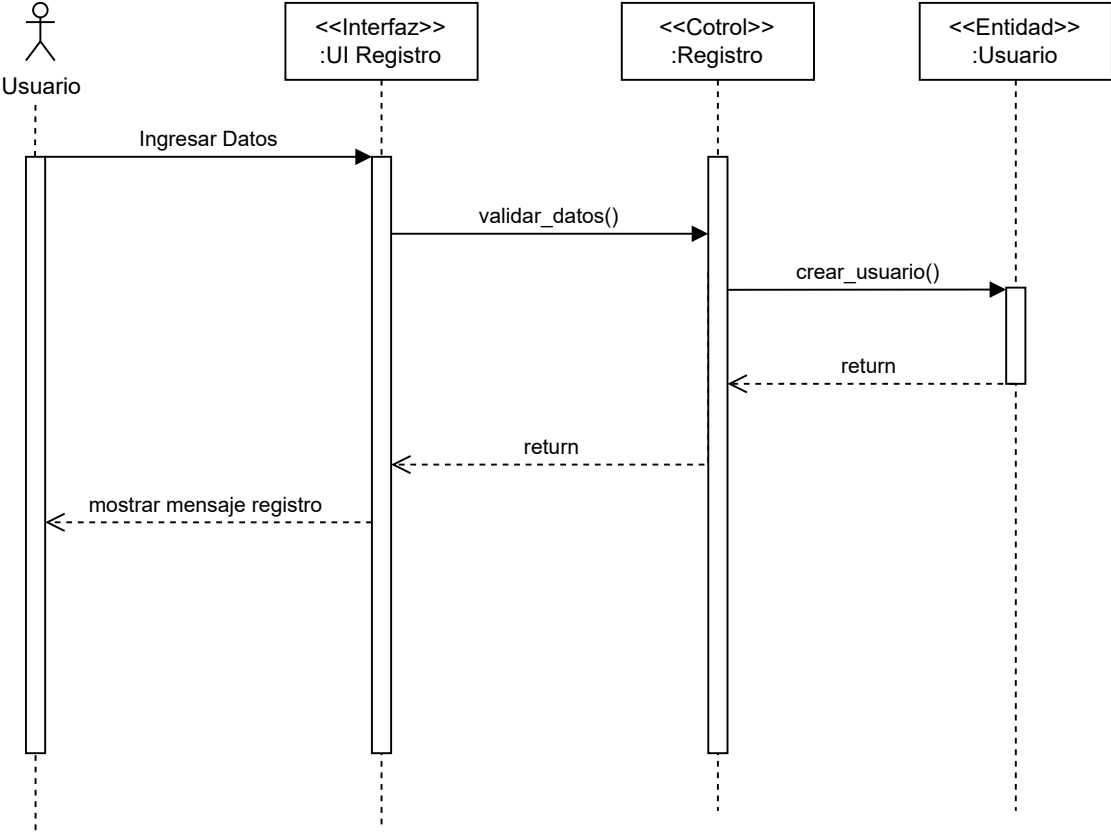 Usuario
<<Interfaz>>
:UI Registro
<<Cotrol>>
:Registro
<<Entidad>>
:Usuario
Ingresar Datos
validar_datos()
crear_usuario()
return
return
mostrar mensaje registro